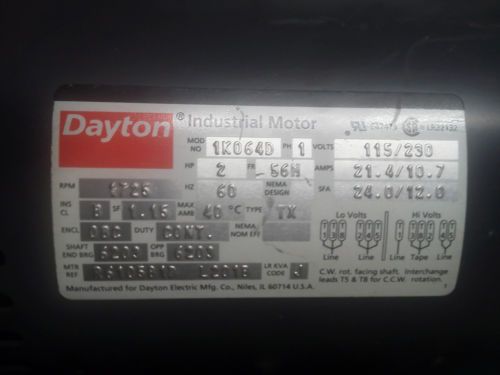 Dayton® Industrial Motor
MOD NO 1K064D PH 1 VOLTS 115/230
HP 2 FR 56H AMPS 21.4/10.7
RPM 1725 HZ 60 NEMA DESIGN SFA 24.0/12.0
INS CL B SF 1.15 MAX AMB 40 °C TYPE TX
Lo Volts Hi Volts
ENCL DUTY CONT. NEMA NOM EFF
Line Line Line Tape Line
SHAFT END BRG 6203 OPP BRG 6203
MTR REF LR KVA CODE J
C.W. rot. facing shaft. Interchange
leads T5 & T8 for C.C.W. rotation.
Manufactured for Dayton Electric Mfg. Co., Niles, IL 60714 U.S.A. 1